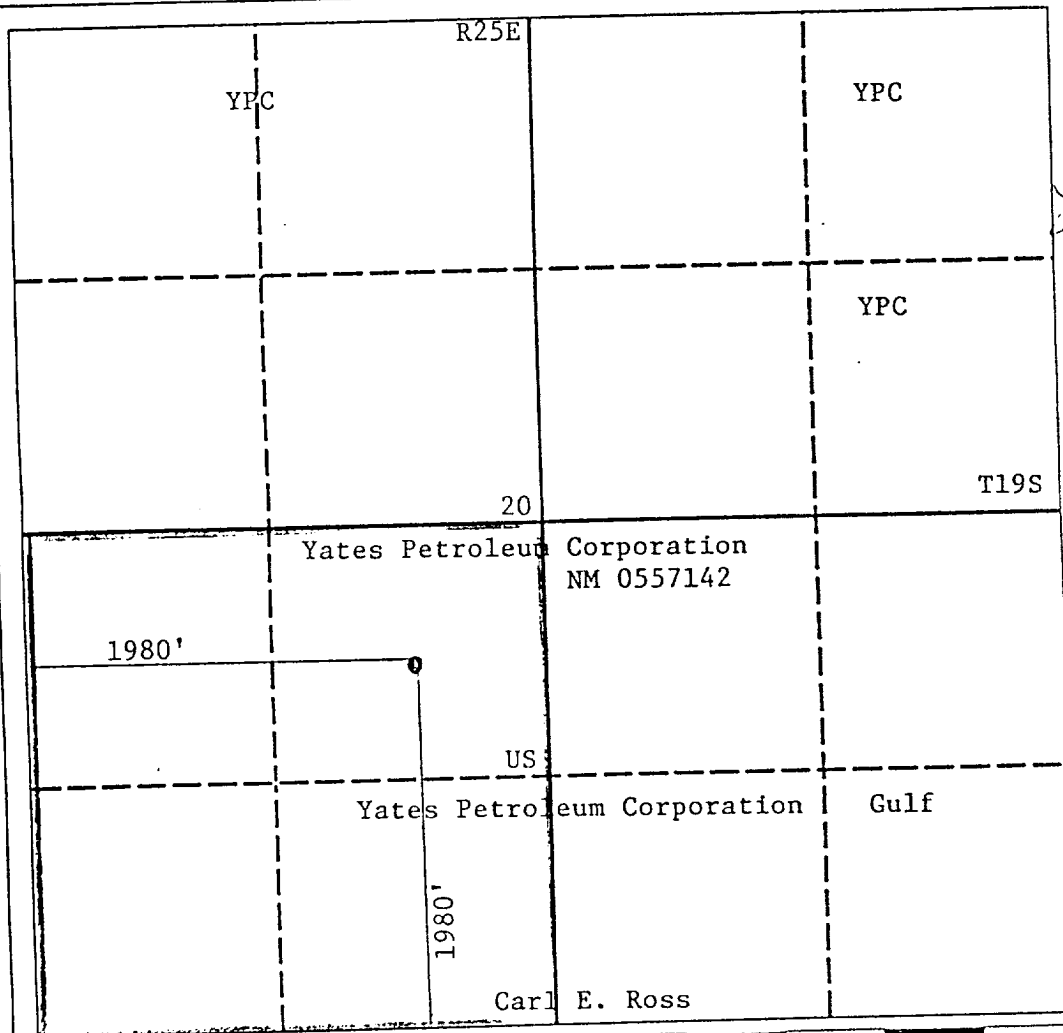 R25E
YPC
YPC
YPC
T19S
20
Yates Petroleum Corporation
NM 0557142
1980'
US
Yates Petroleum Corporation
Gulf
1980'
Carl E. Ross